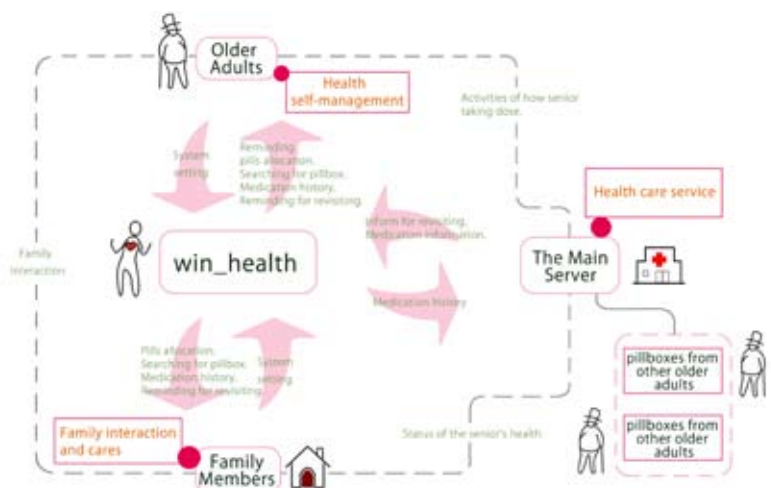 Older
Adults
Health
self-management
Activities of how senior
taking dose.
System
setting
Reminding
pills allocation.
Searching for pillbox.
Medication history.
Reminding for revisiting.
Health care service
Inform for revisiting.
Medication information.
Family
Interaction
win_health
The Main
Server
Medication history
Pills allocation.
Searching for pillbox.
Medication history.
Reminding for revisiting.
System
setting
pillboxes from
other older
adults
pillboxes from
other older
adults
Family interaction
and cares
Status of the senior's health
Family
Members